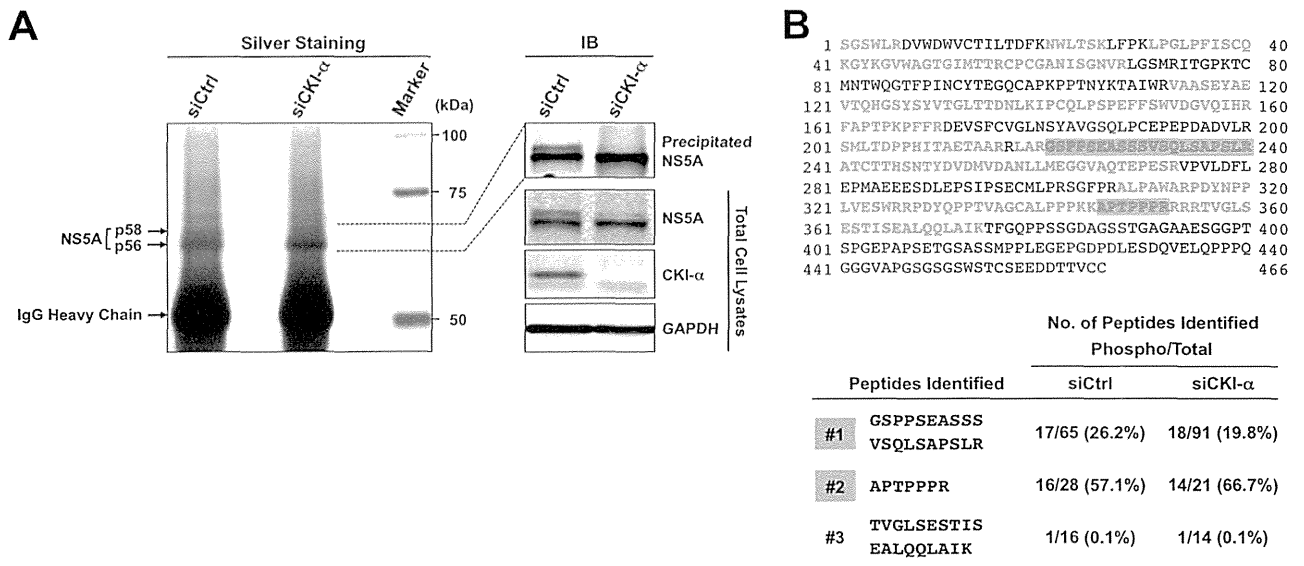 A
Silver Staining
IB
siCtrl
siCKI-α
Marker
(kDa)
100
75
50
NS5A
p58
p56
IgG Heavy Chain
siCtrl
siCKI-α
Precipitated
NS5A
NS5A
CKI-α
GAPDH
Total Cell Lysates
B
1 SGSWLRDVWDWVCTILTDFKNWLTSKLFPKLPGLPFISCQ 40
41 KGYKGVWAGTGIMTTRCPCGANISGNVRLGSMRITGPKTC 80
81 MNTWQGTFPINCYTEGQCAPKPPTNYKTAIWRVAASEYAE 120
121 VTQHGSYSYVTGLTTDNLKIPCQLPSPEFFSWVDGVQIHR 160
161 FAPTPKPFFRDEVSFCVGLNSYAVGSQLPCEPEPDADVLR 200
201 SMLTDPPHITAETAARRLARGSPPSEASSSVSQLSAPSLR 240
241 ATCTTHSNTYDVDMVDANLLMEGGVAQTEPESRVPVLDFL 280
281 EPMAEEESDLEPSIPSECMLPRSGFPRALPAWARPDYNPP 320
321 LVESWRRPDYQPPTVAGCALPPPKKAPTPPPRRRRTVGLS 360
361 ESTISEALQQLAIKTFGQPPSSGDAGSSTGAGAAESGGPT 400
401 SPGEPAPSETGSASSMPPLEGEPGDPDLESDQVELQPPPQ 440
441 GGGVAPGSGSGSWSTCSEEDDTTVCC 466
No. of Peptides Identified
Phospho/Total
Peptides Identified
siCtrl
siCKI-α
#1
GSPPSEASSS
VSQLSAPSLR
17/65 (26.2%)
18/91 (19.8%)
#2
APTPPPR
16/28 (57.1%)
14/21 (66.7%)
#3
TVGLSESTIS
EALQQLAIK
1/16 (0.1%)
1/14 (0.1%)